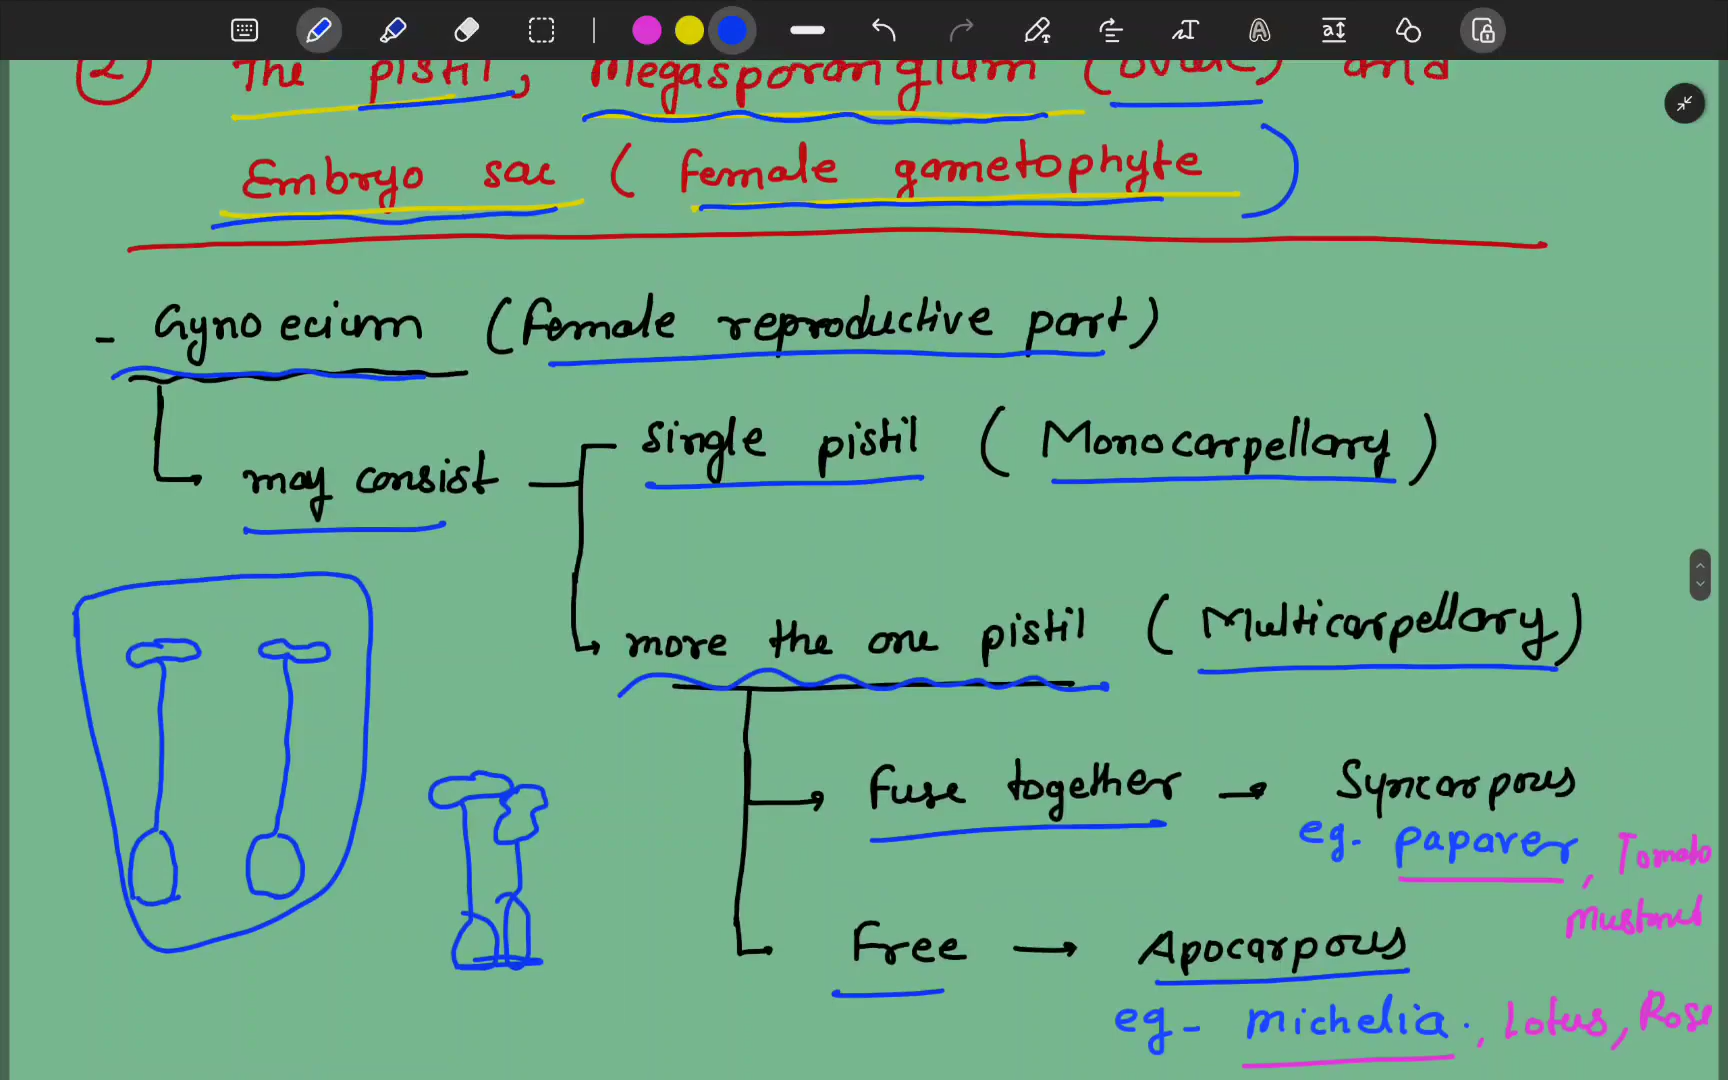 2 The pistil, Megasporangium (ovule) and
Embryo sac (female gametophyte)
- Gynoecium (female reproductive part)
may consist
single pistil (Monocarpellary)
more the one pistil (Multicarpellary)
Fuse together → Syncarpous
eg. papaver, Tomato
mustard
Free → Apocarpous
eg - michelia., Lotus, Rose